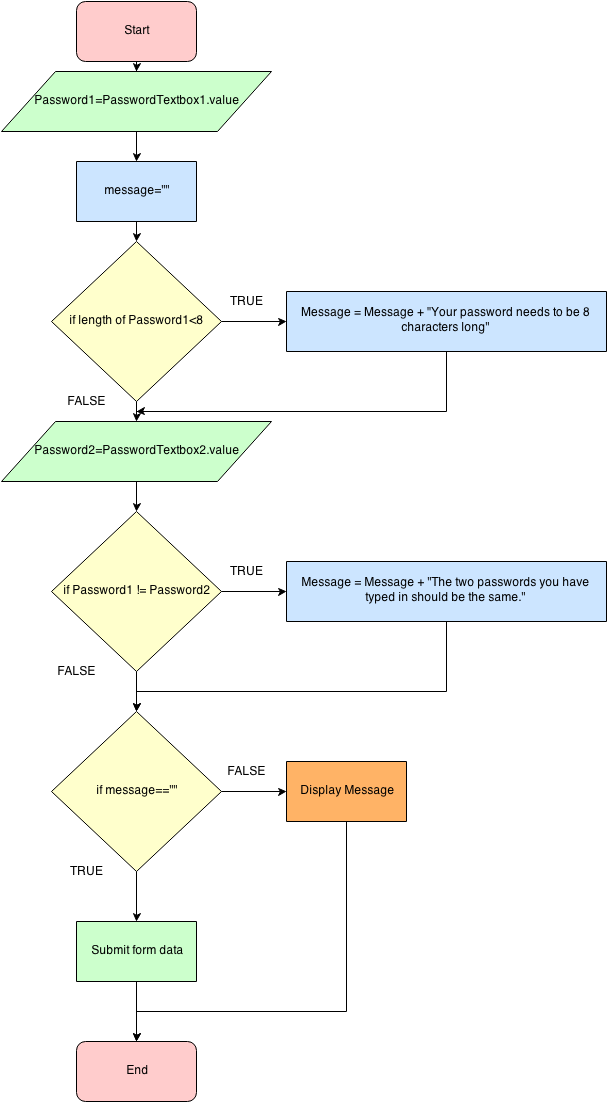 Start
Password1=PasswordTextbox1.value
message=""
if length of Password1<8
TRUE
Message = Message + "Your password needs to be 8
characters long"
FALSE
Password2=PasswordTextbox2.value
if Password1 != Password2
TRUE
Message = Message + "The two passwords you have
typed in should be the same."
FALSE
if message==""
FALSE
Display Message
TRUE
Submit form data
End